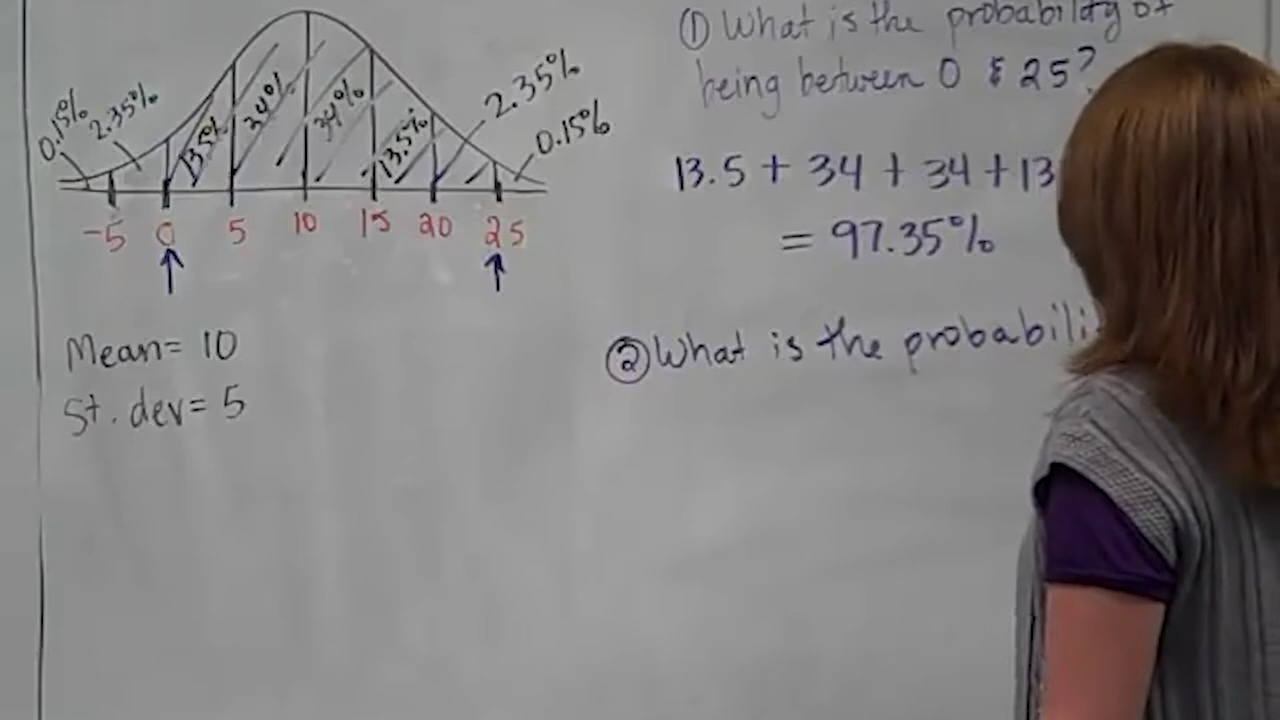 ① What is the probability of
being between 0 & 25?
13.5 + 34 + 34 + 13
= 97.35%
② What is the
0.15% 2.35% 13.5% 34% 34% 13.5% 2.35% 0.15%
-5 0 5 10 15 20 25
Mean = 10
St. dev = 5